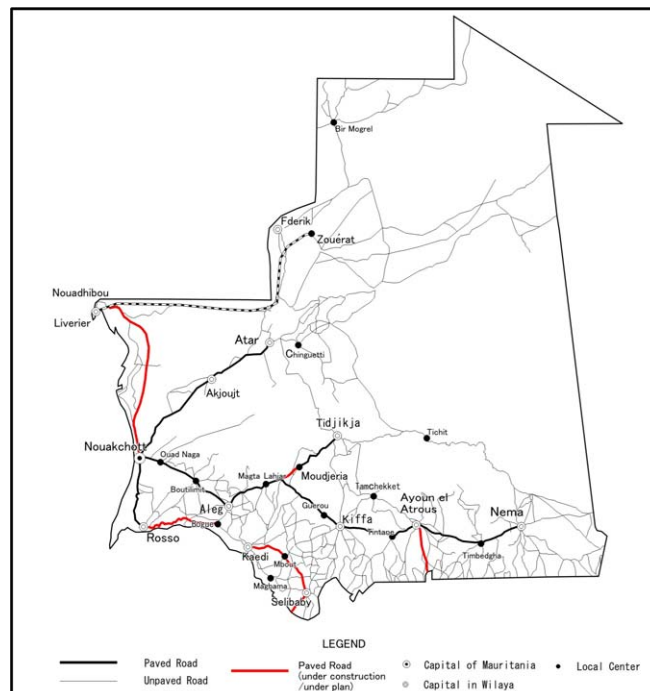 Bir Mogrel
Fderik
Zouérat
Nouadhibou
Liverier
Atar
Chinguetti
Akjoujt
Tidjikja
Tichit
Nouakchott
Ouad Naga
Magta Lahjar
Moudjeria
Boutilimit
Tamchekket
Aleg
Guerou
Ayoun el
Atrous
Nema
Kiffa
Rosso
Bogue
Tintane
Timbedgha
Kaedi
Mbout
Maghama
Selibaby
LEGEND
Paved Road
Unpaved Road
Paved Road
(under construction
/under plan)
Capital of Mauritania
Capital in Wilaya
Local Center